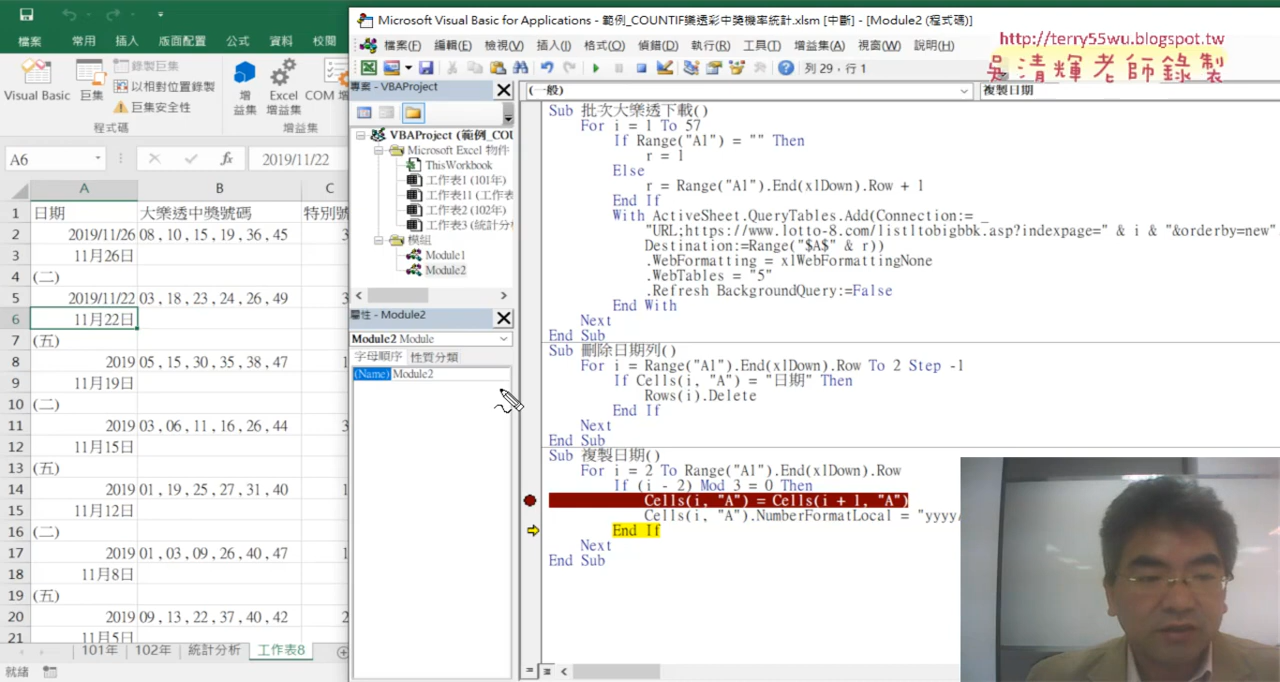 Microsoft Visual Basic for Applications - 範例_COUNTIF樂透彩中獎機率統計.xlsm [中斷] - [Module2 (程式碼)]
檔案 常用 插入 版面配置 公式 資料 校閱
檔案(F) 編輯(E) 檢視(V) 插入(I) 格式(O) 偵錯(D) 執行(R) 工具(T) 增益集(A) 視窗(W) 說明(H)
http://terry55wu.blogspot.tw
吳清輝老師錄製
列 29，行 1
Visual Basic 巨集 錄製巨集
以相對位置錄製
巨集安全性
程式碼
增益集 Excel 增益集 COM 增
增益集
專案 - VBAProject
VBAProject (範例_COU
Microsoft Excel 物件
ThisWorkbook
工作表1 (101年)
工作表11 (工作表
工作表2 (102年)
工作表3 (統計分析
模組
Module1
Module2
屬性 - Module2
Module2 Module
字母順序 性質分類
(Name) Module2
A6 fx 2019/11/22
A B C
1 日期 大樂透中獎號碼 特別號
2 2019/11/26 08 , 10 , 15 , 19 , 36 , 45 3
3 11月26日
4 (二)
5 2019/11/22 03 , 18 , 23 , 24 , 26 , 49 3
6 11月22日
7 (五)
8 2019 05 , 15 , 30 , 35 , 38 , 47 1
9 11月19日
10 (二)
11 2019 03 , 06 , 11 , 16 , 26 , 44 3
12 11月15日
13 (五)
14 2019 01 , 19 , 25 , 27 , 31 , 40 1
15 11月12日
16 (二)
17 2019 01 , 03 , 09 , 26 , 40 , 47 1
18 11月8日
19 (五)
20 2019 09 , 13 , 22 , 37 , 40 , 42 2
21 11月5日
101年 102年 統計分析 工作表8
就緒
(一般) 複製日期
Sub 批次大樂透下載()
For i = 1 To 57
If Range("A1") = "" Then
r = 1
Else
r = Range("A1").End(xlDown).Row + 1
End If
With ActiveSheet.QueryTables.Add(Connection:= _
"URL;https://www.lotto-8.com/listltobigbbk.asp?indexpage=" & i & "&orderby=new"
Destination:=Range("$A$" & r))
.WebFormatting = xlWebFormattingNone
.WebTables = "5"
.Refresh BackgroundQuery:=False
End With
Next
End Sub
Sub 刪除日期列()
For i = Range("A1").End(xlDown).Row To 2 Step -1
If Cells(i, "A") = "日期" Then
Rows(i).Delete
End If
Next
End Sub
Sub 複製日期()
For i = 2 To Range("A1").End(xlDown).Row
If (i - 2) Mod 3 = 0 Then
Cells(i, "A") = Cells(i + 1, "A")
Cells(i, "A").NumberFormatLocal = "yyyy/
End If
Next
End Sub